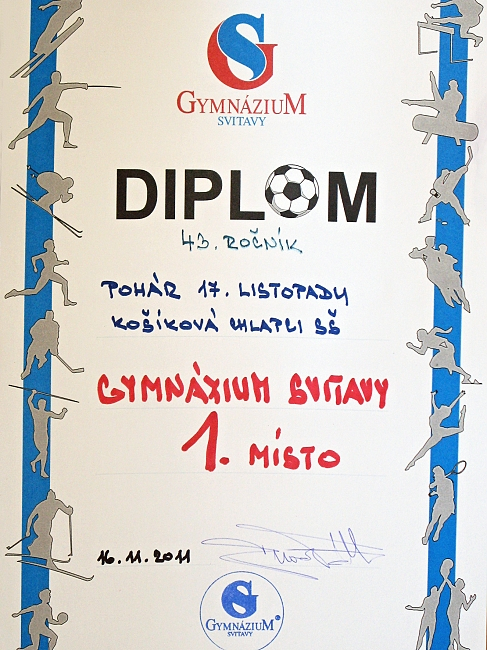 GYMNÁZIUM
SVITAVY
DIPLOM
43. ROČNÍK
POHÁR 17. LISTOPADU
KOŠÍKOVÁ CHLAPCI SŠ
GYMNÁZIUM SVITAVY
1. MÍSTO
16.11.2011
GYMNÁZIUM
SVITAVY